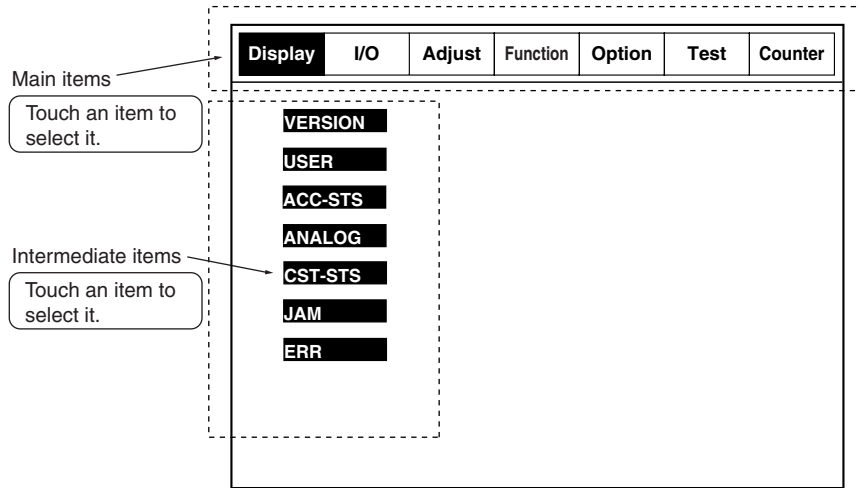 Display I/O Adjust Function Option Test Counter
Main items
Touch an item to
select it.
VERSION
USER
ACC-STS
ANALOG
Intermediate items
CST-STS
Touch an item to
select it.
JAM
ERR